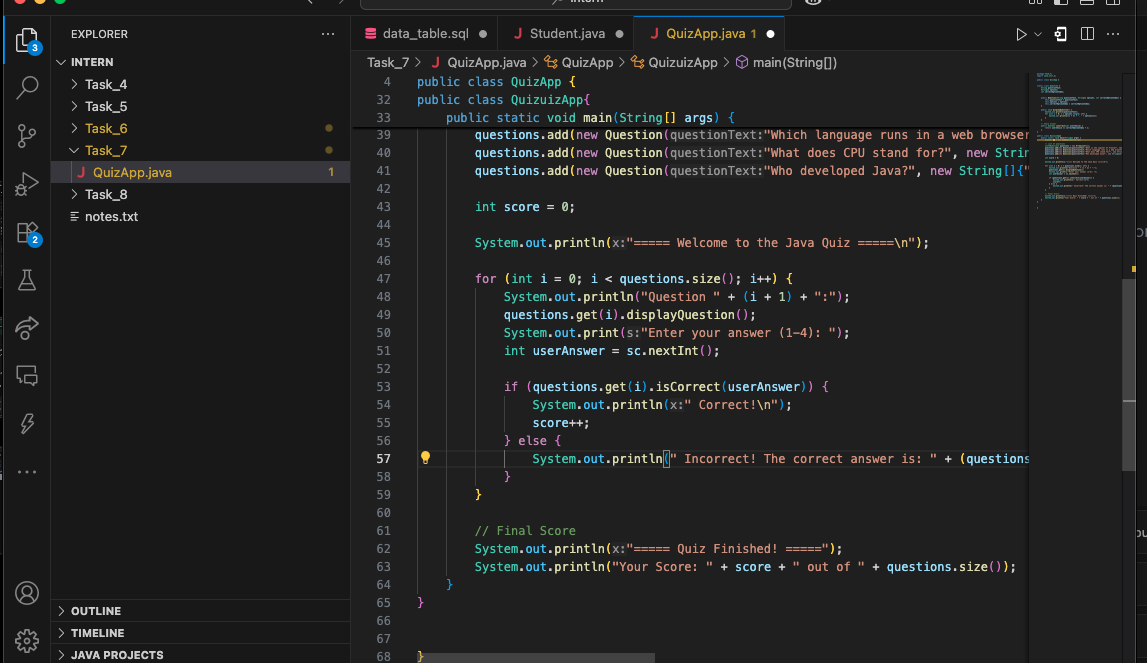 intern
EXPLORER
INTERN
Task_4
Task_5
Task_6
Task_7
J QuizApp.java 1
Task_8
notes.txt
OUTLINE
TIMELINE
JAVA PROJECTS
3
2
data_table.sql
J Student.java
J QuizApp.java 1
Task_7 > J QuizApp.java > QuizApp > QuizuizApp > main(String[])
4 public class QuizApp {
32 public class QuizuizApp{
33 public static void main(String[] args) {
39 questions.add(new Question(questionText:"Which language runs in a web browser
40 questions.add(new Question(questionText:"What does CPU stand for?", new Strin
41 questions.add(new Question(questionText:"Who developed Java?", new String[]{"
42
43 int score = 0;
44
45 System.out.println(x:"===== Welcome to the Java Quiz =====\n");
46
47 for (int i = 0; i < questions.size(); i++) {
48 System.out.println("Question " + (i + 1) + ":");
49 questions.get(i).displayQuestion();
50 System.out.print(s:"Enter your answer (1-4): ");
51 int userAnswer = sc.nextInt();
52
53 if (questions.get(i).isCorrect(userAnswer)) {
54 System.out.println(x:" Correct!\n");
55 score++;
56 } else {
57 System.out.println(" Incorrect! The correct answer is: " + (questions
58 }
59 }
60
61 // Final Score
62 System.out.println(x:"===== Quiz Finished! =====");
63 System.out.println("Your Score: " + score + " out of " + questions.size());
64 }
65 }
66
67
68 }